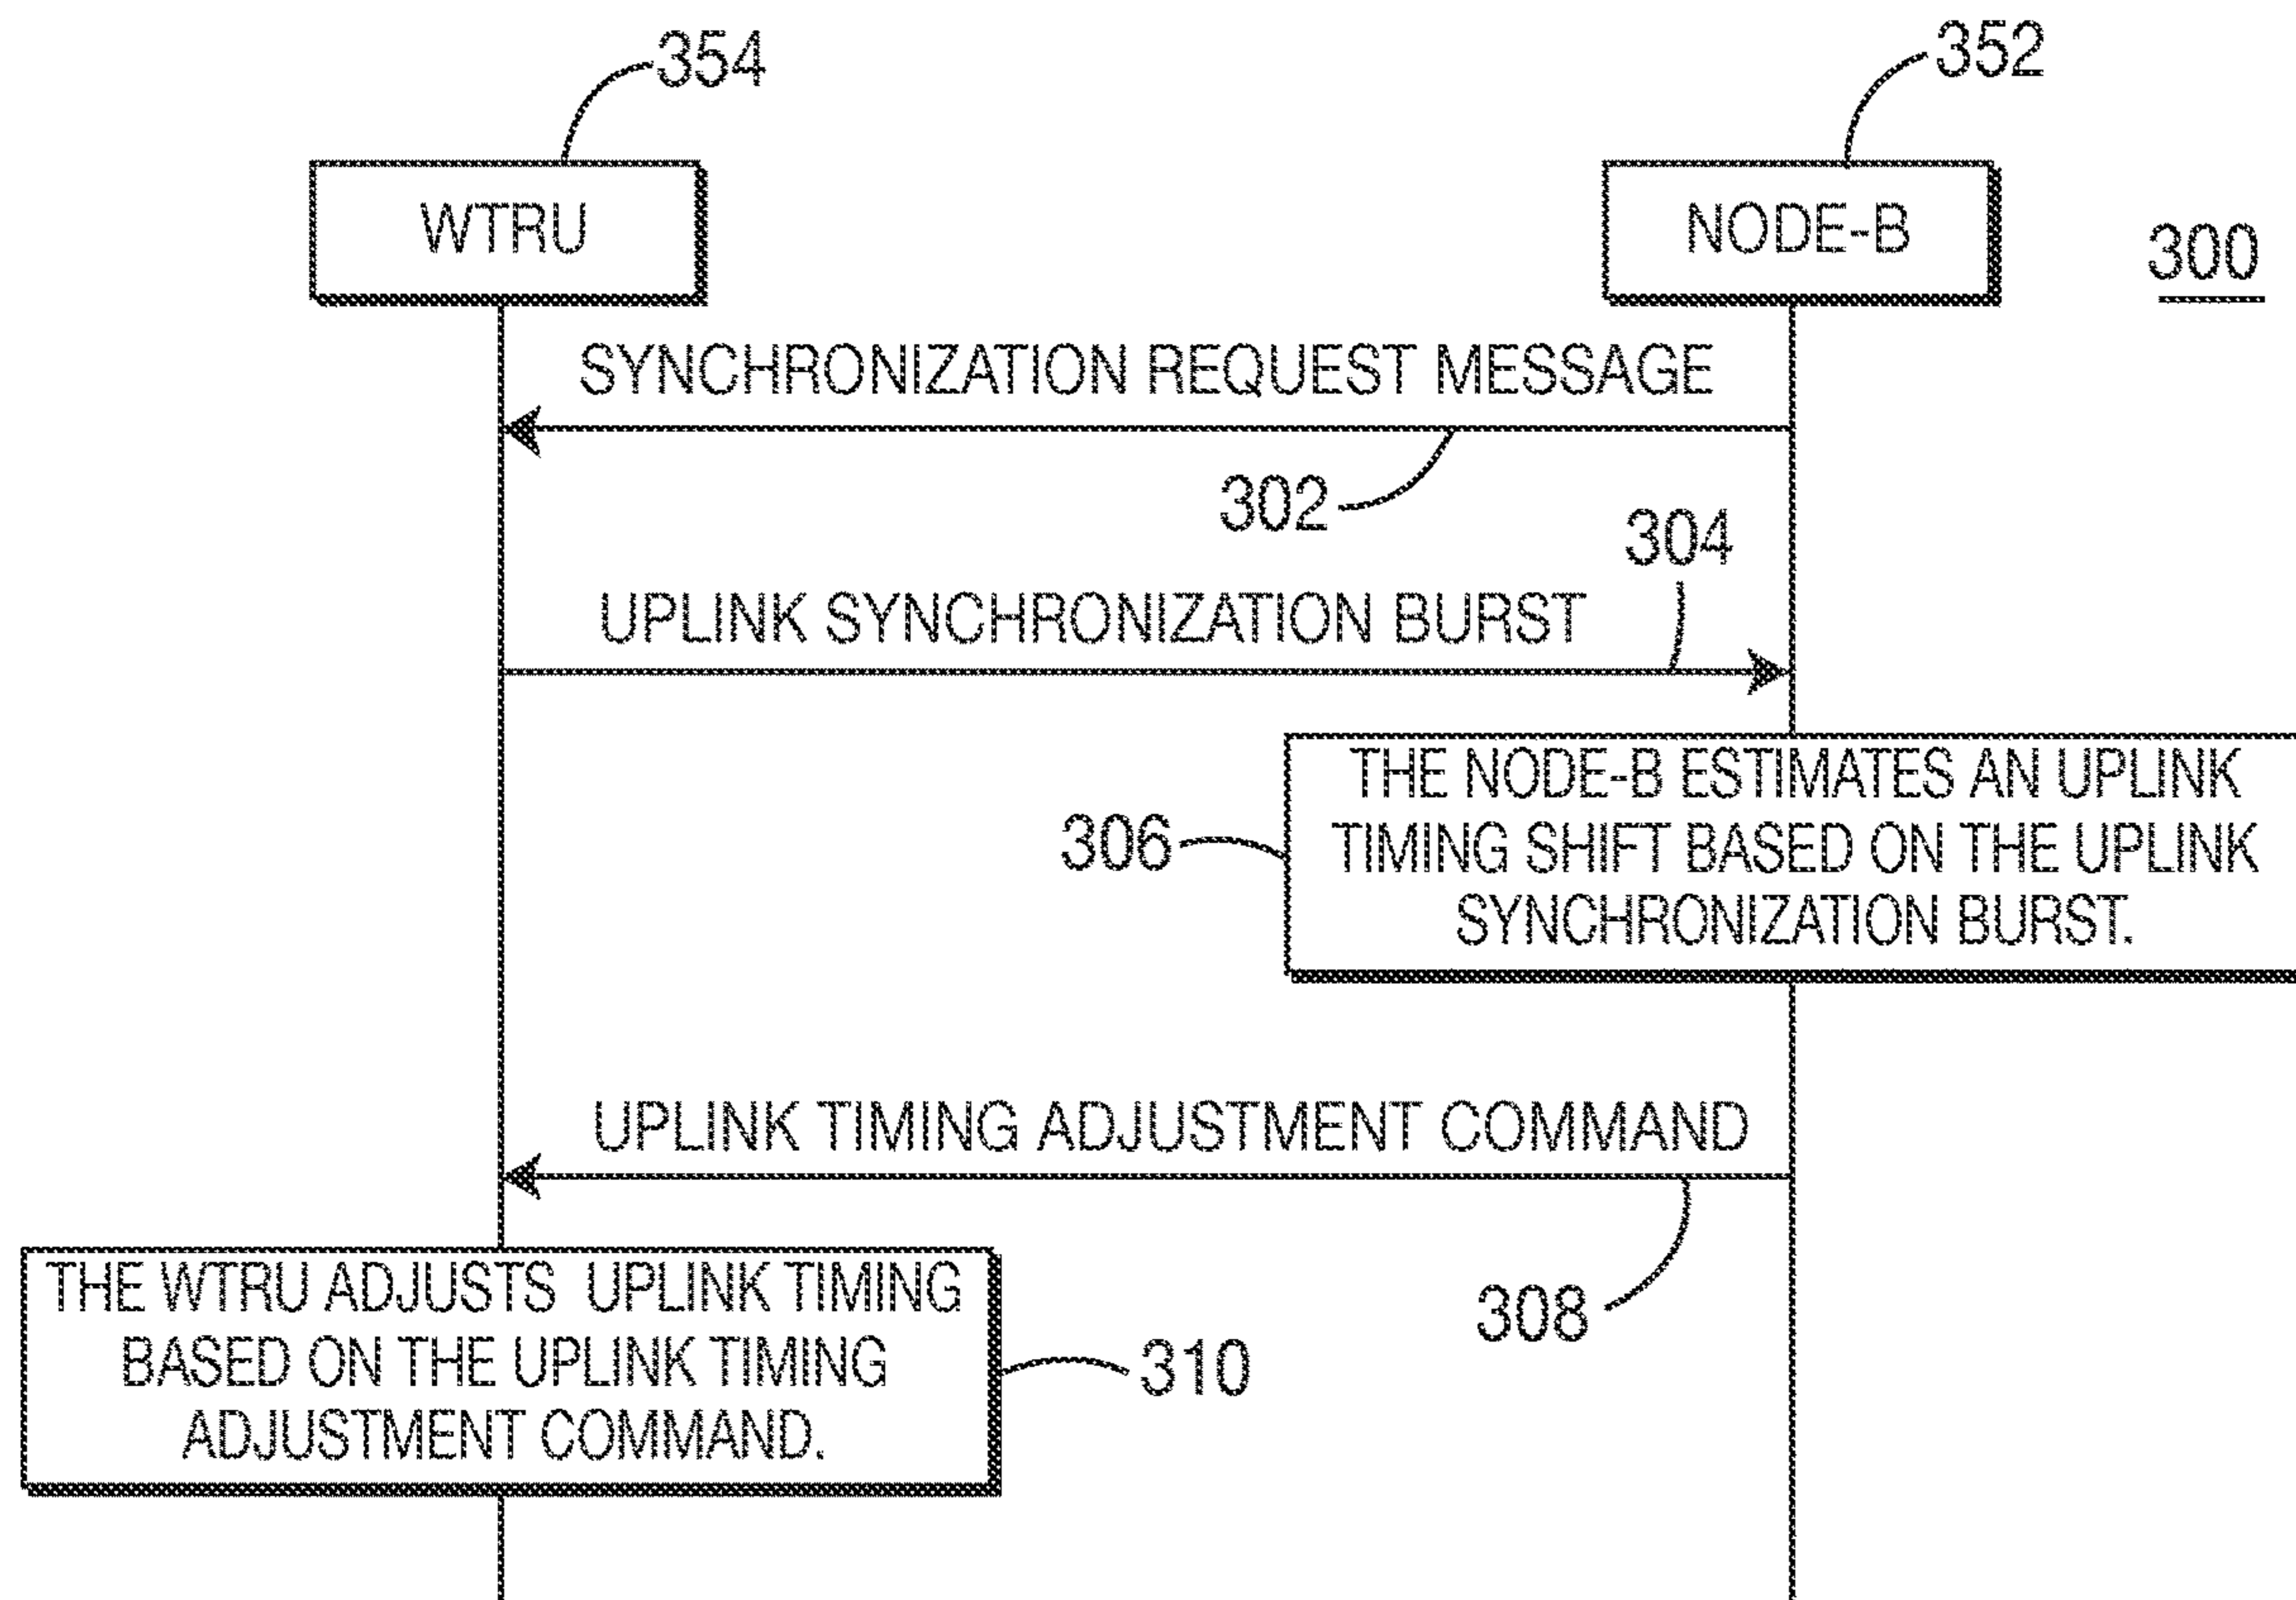 354
352
WTRU
NODE-B
300
SYNCHRONIZATION REQUEST MESSAGE
302
304
UPLINK SYNCHRONIZATION BURST
THE NODE-B ESTIMATES AN UPLINK
306
TIMING SHIFT BASED ON THE UPLINK
SYNCHRONIZATION BURST.
UPLINK TIMING ADJUSTMENT COMMAND
308
THE WTRU ADJUSTS UPLINK TIMING
BASED ON THE UPLINK TIMING
310
ADJUSTMENT COMMAND.